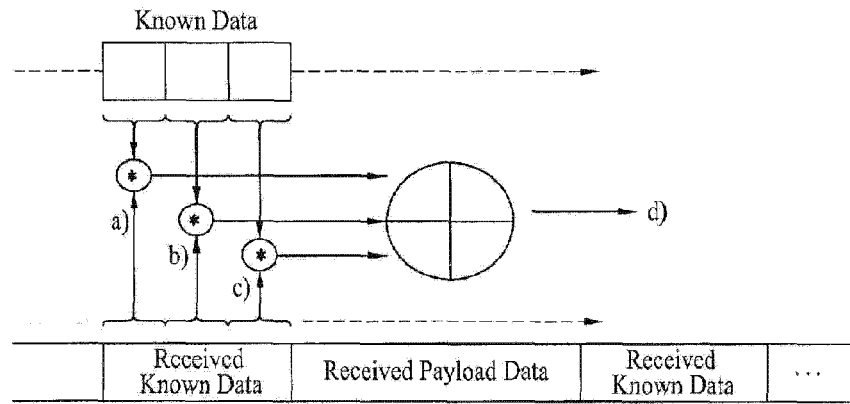 Known Data
*
a)
*
b)
*
c)
d)
Received
Known Data
Received Payload Data
Received
Known Data
...